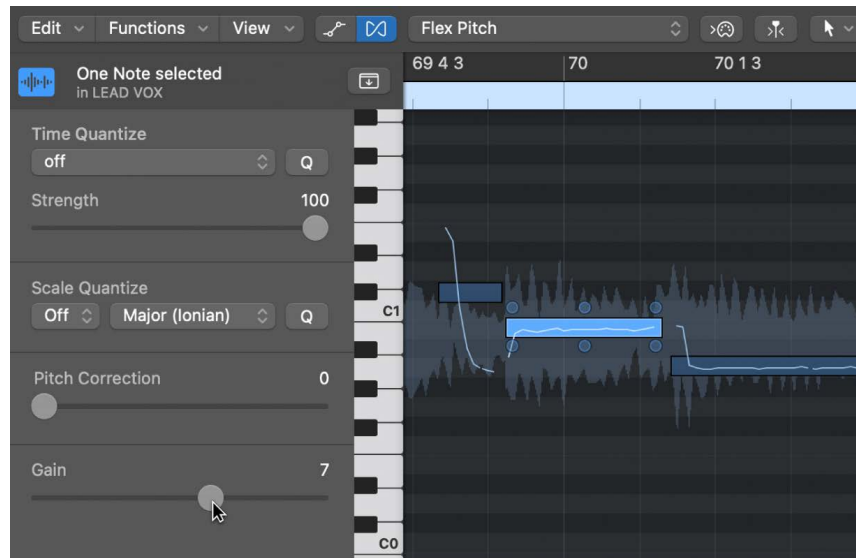 Edit Functions View Flex Pitch
One Note selected
in LEAD VOX
69 4 3 70 70 1 3
Time Quantize
off Q
Strength 100
Scale Quantize
Off Major (Ionian) Q
C1
Pitch Correction 0
Gain 7
C0